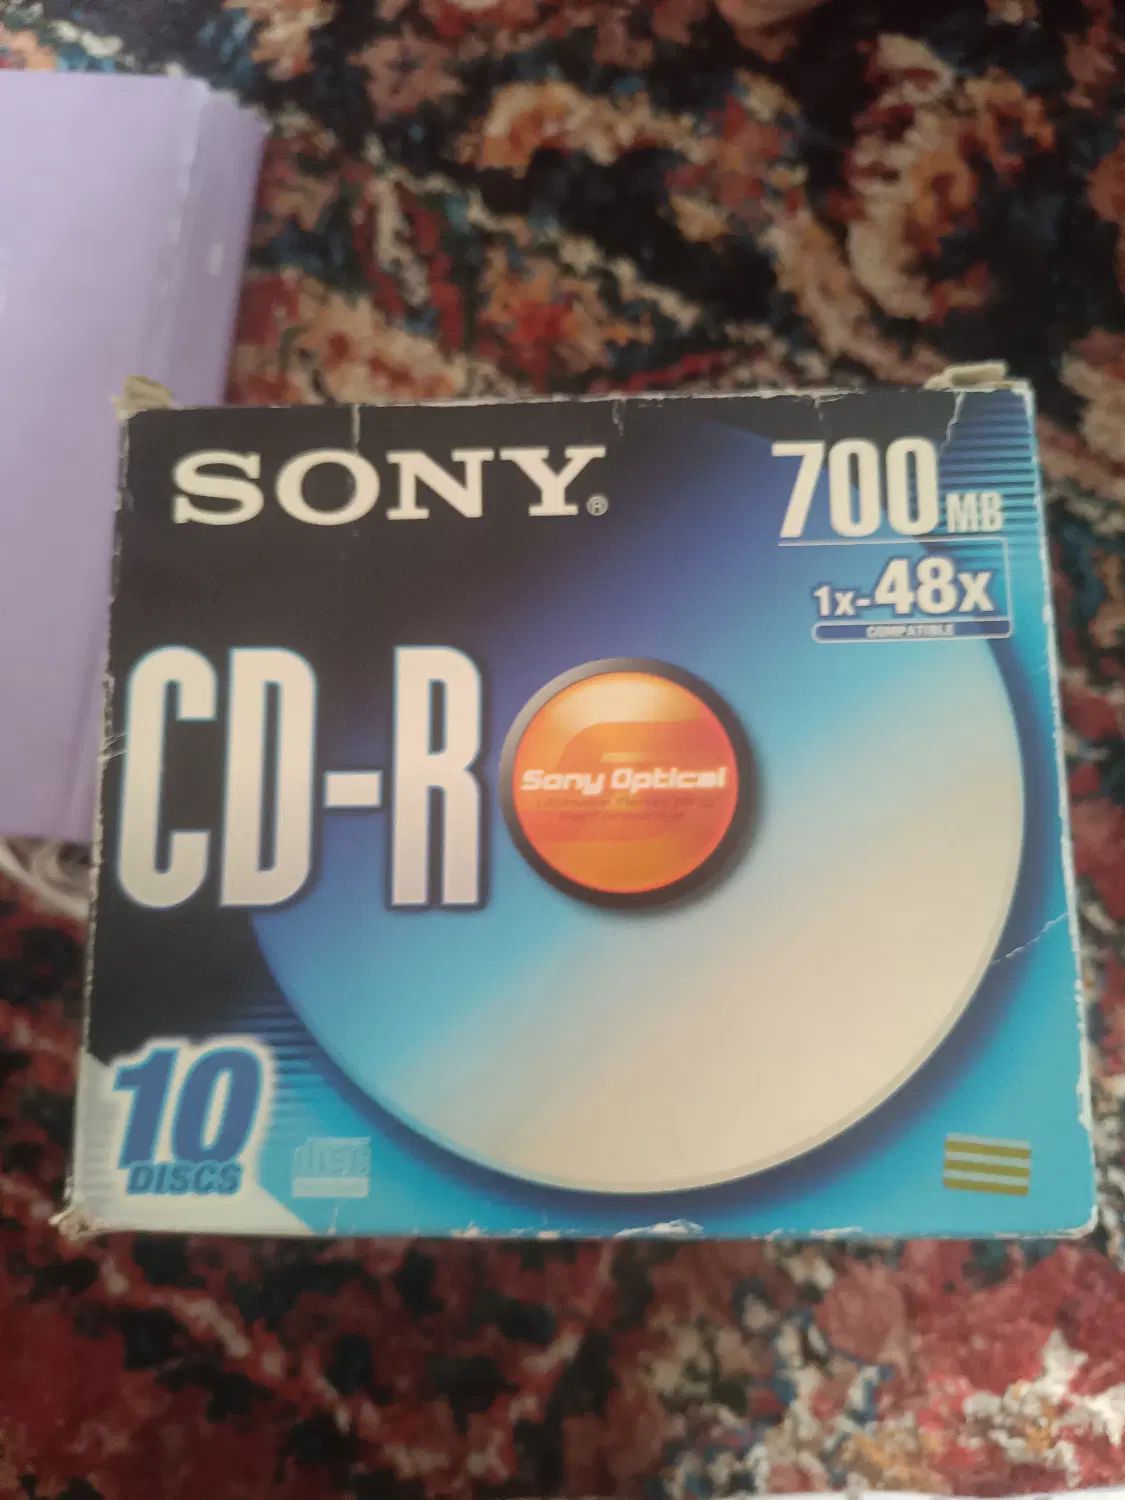 SONY®
700MB
1x-48x
COMPATIBLE
CD-R
Sony Optical
10
DISCS